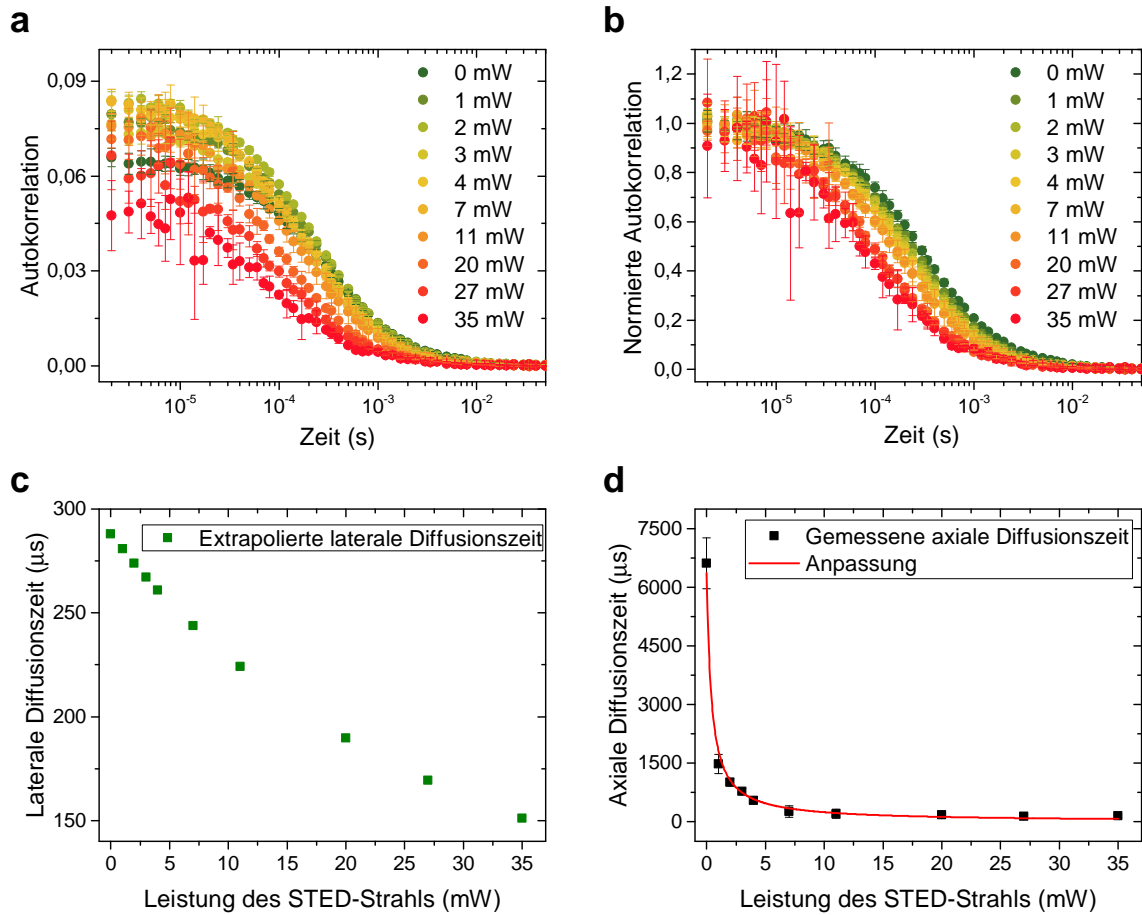 a
Autokorrelation
0,09
0,06
0,03
0,00
10⁻⁵
10⁻⁴
10⁻³
10⁻²
Zeit (s)
0 mW
1 mW
2 mW
3 mW
4 mW
7 mW
11 mW
20 mW
27 mW
35 mW
b
Normierte Autokorrelation
1,2
1,0
0,8
0,6
0,4
0,2
0,0
10⁻⁵
10⁻⁴
10⁻³
10⁻²
Zeit (s)
0 mW
1 mW
2 mW
3 mW
4 mW
7 mW
11 mW
20 mW
27 mW
35 mW
c
Laterale Diffusionszeit (µs)
300
250
200
150
0
5
10
15
20
25
30
35
Leistung des STED-Strahls (mW)
Extrapolierte laterale Diffusionszeit
d
Axiale Diffusionszeit (µs)
7500
6000
4500
3000
1500
0
0
5
10
15
20
25
30
35
Leistung des STED-Strahls (mW)
Gemessene axiale Diffusionszeit
Anpassung